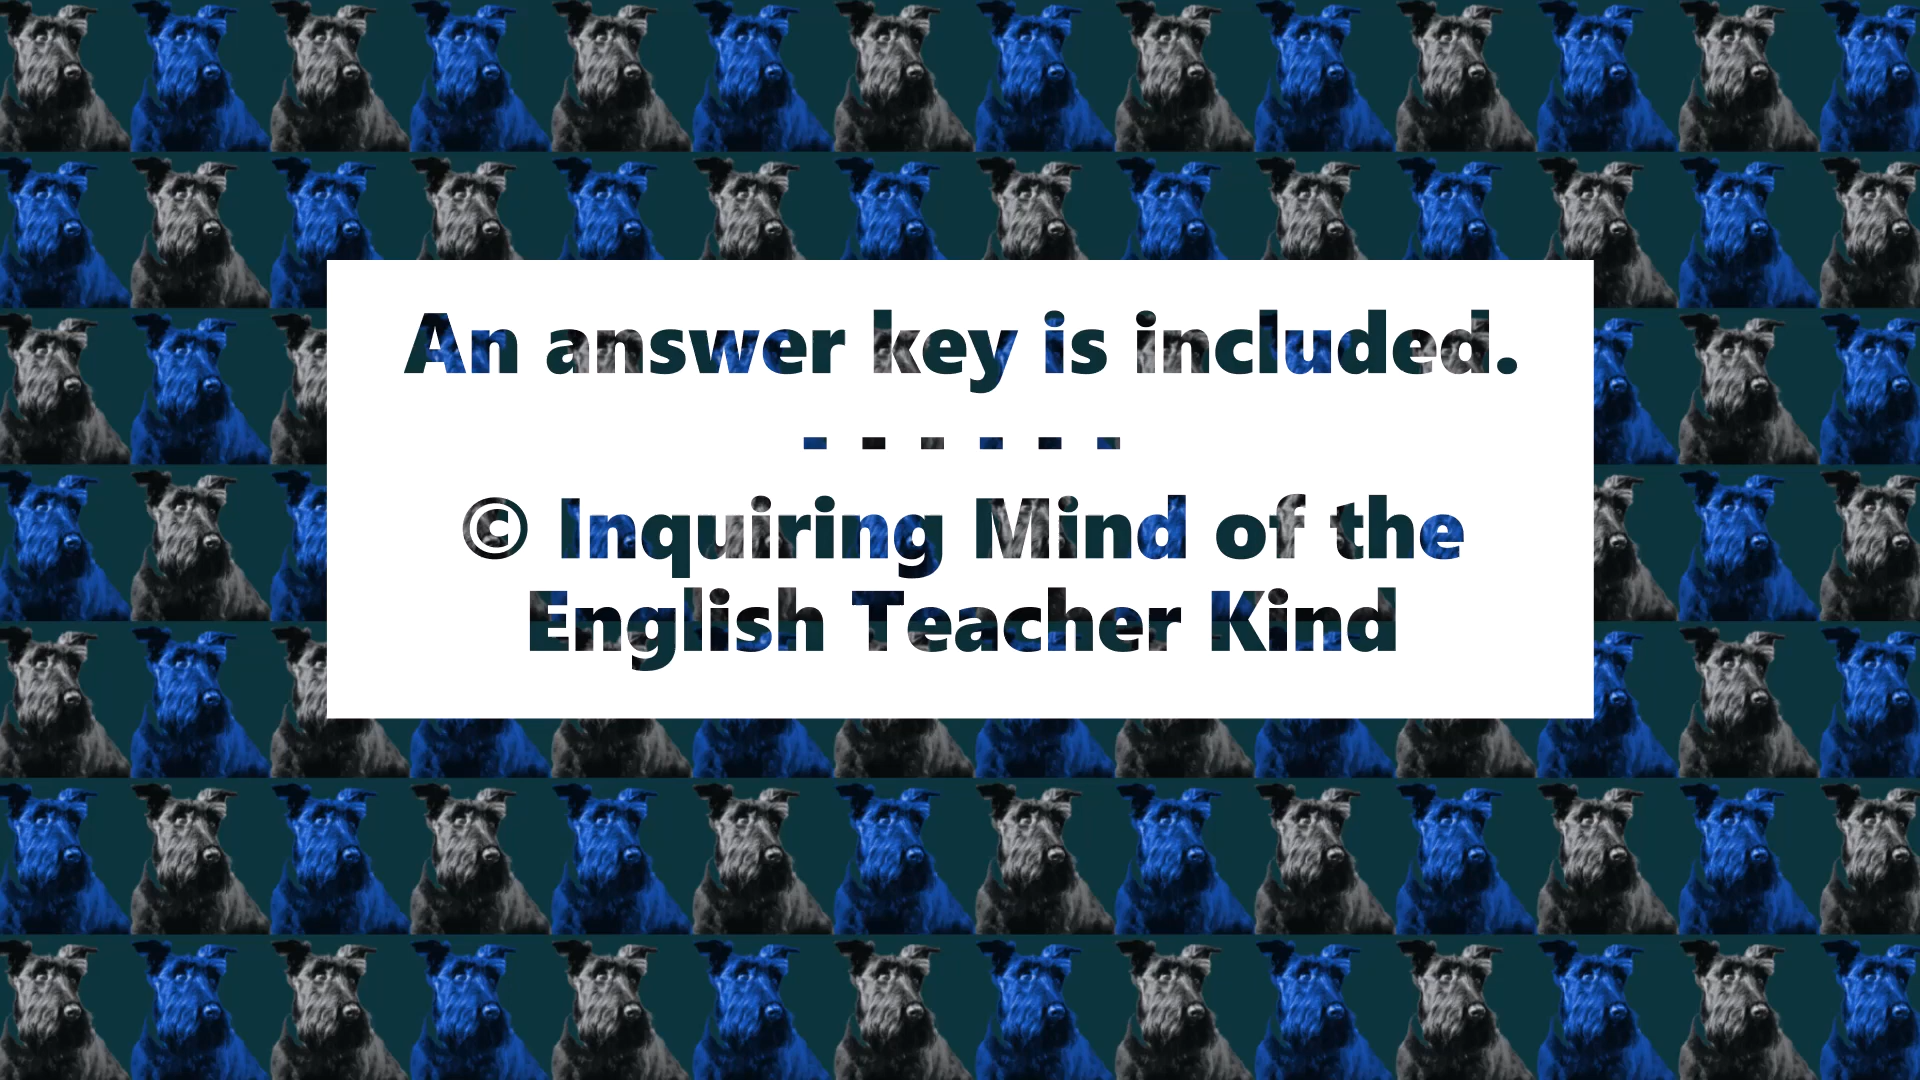 An answer key is included.
- - - - - -
© Inquiring Mind of the
English Teacher Kind